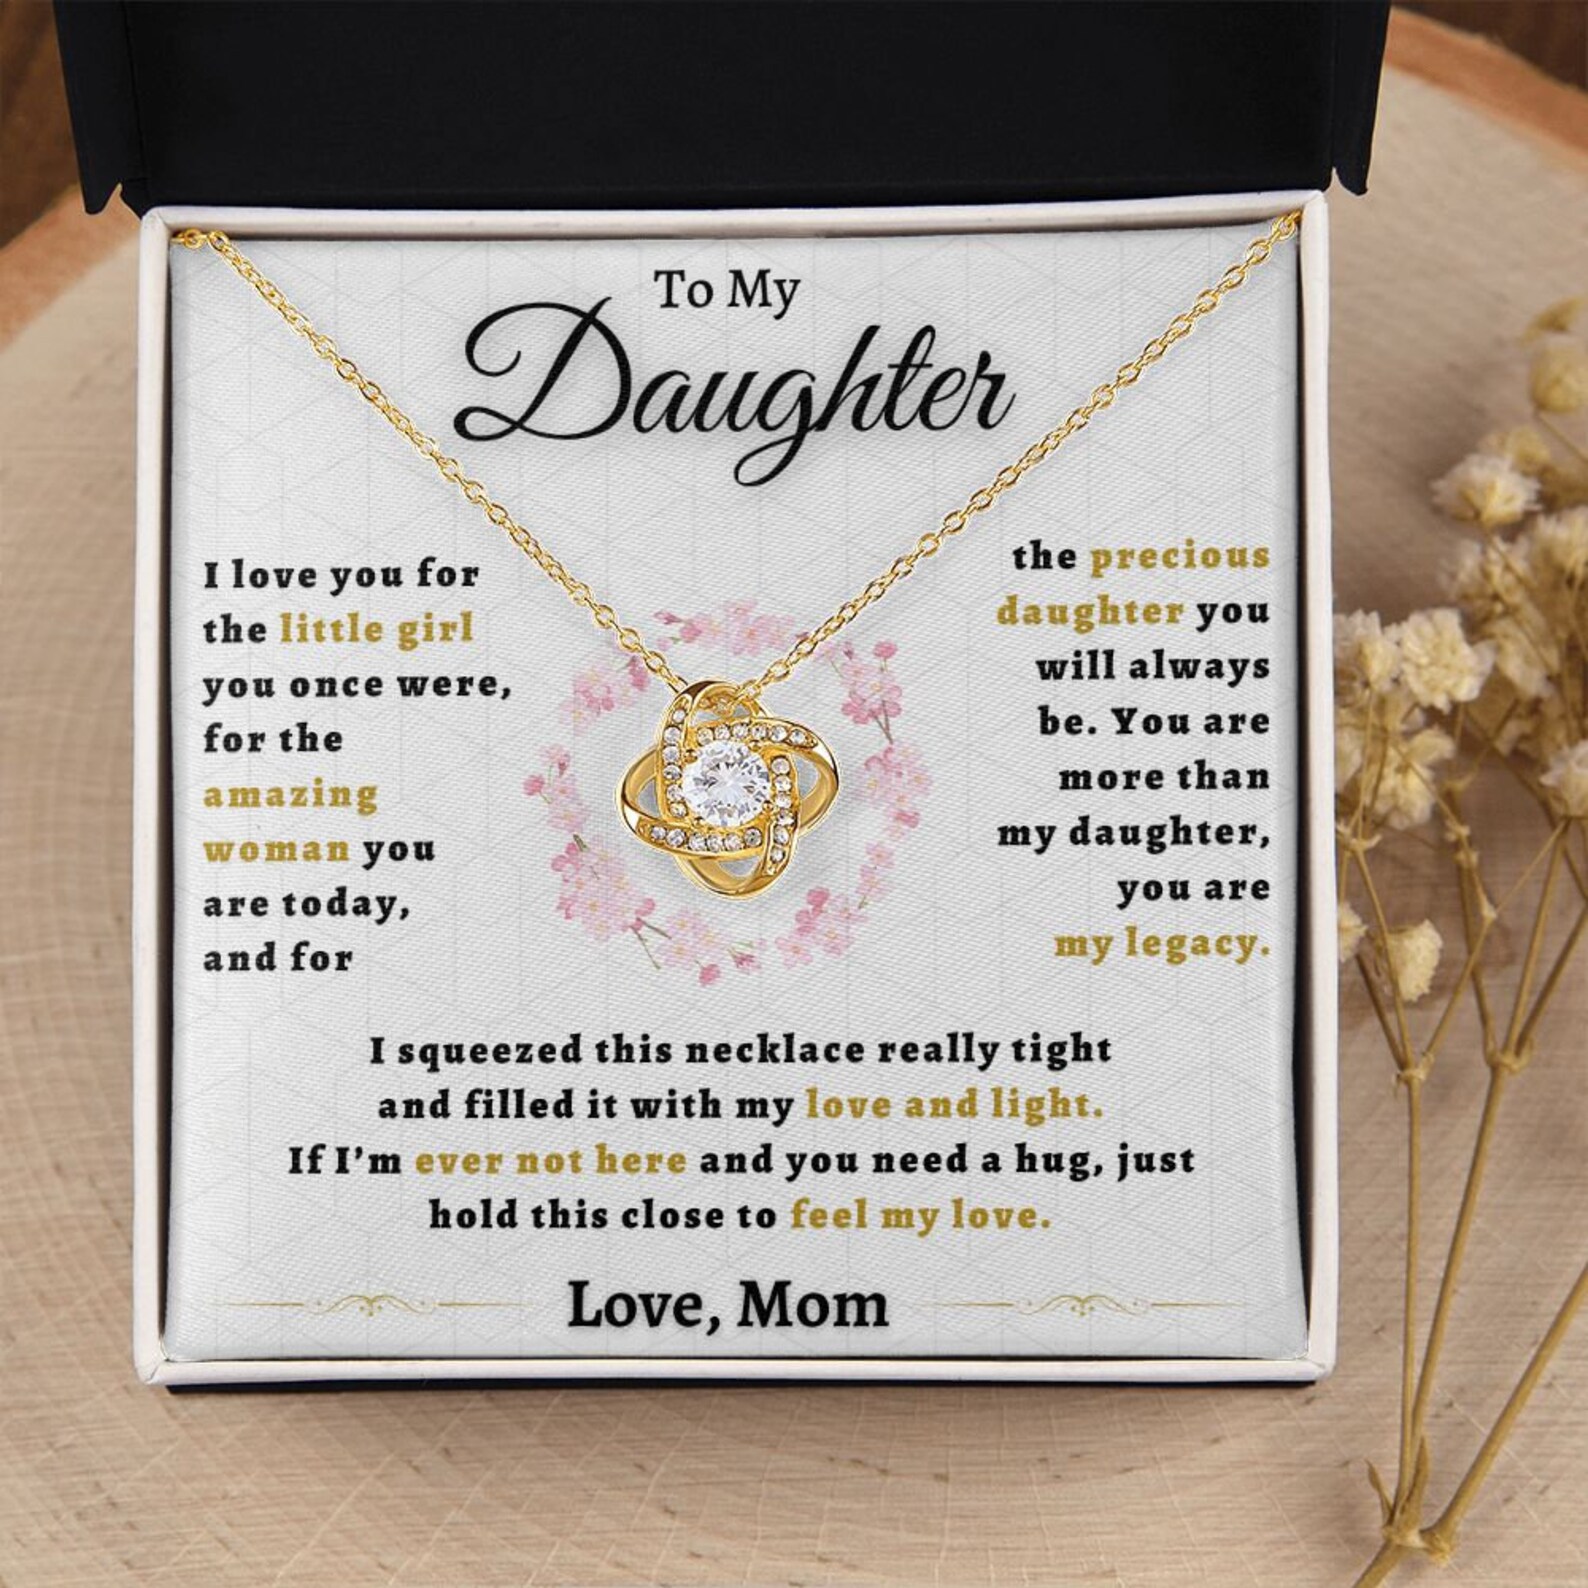 To My
Daughter
I love you for
the little girl
you once were,
for the
amazing
woman you
are today,
and for
the precious
daughter you
will always
be. You are
more than
my daughter,
you are
my legacy.
I squeezed this necklace really tight
and filled it with my love and light.
If I'm ever not here and you need a hug, just
hold this close to feel my love.
Love, Mom